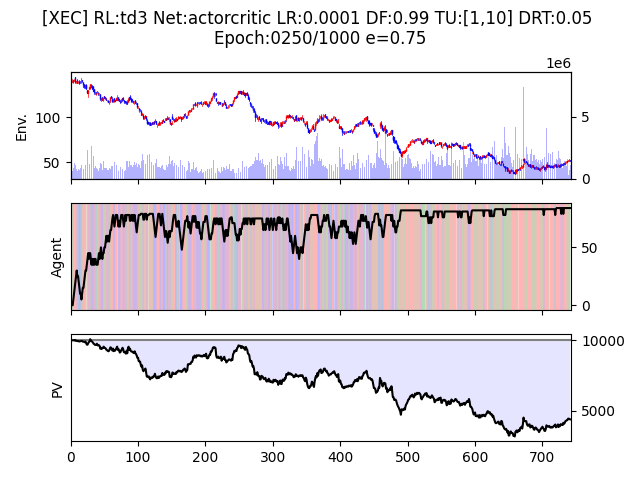 [XEC] RL:td3 Net:actorcritic LR:0.0001 DF:0.99 TU:[1,10] DRT:0.05
Epoch:0250/1000 e=0.75
1e6
Env.
100
50
5
0
Agent
50
0
PV
10000
5000
0 100 200 300 400 500 600 700